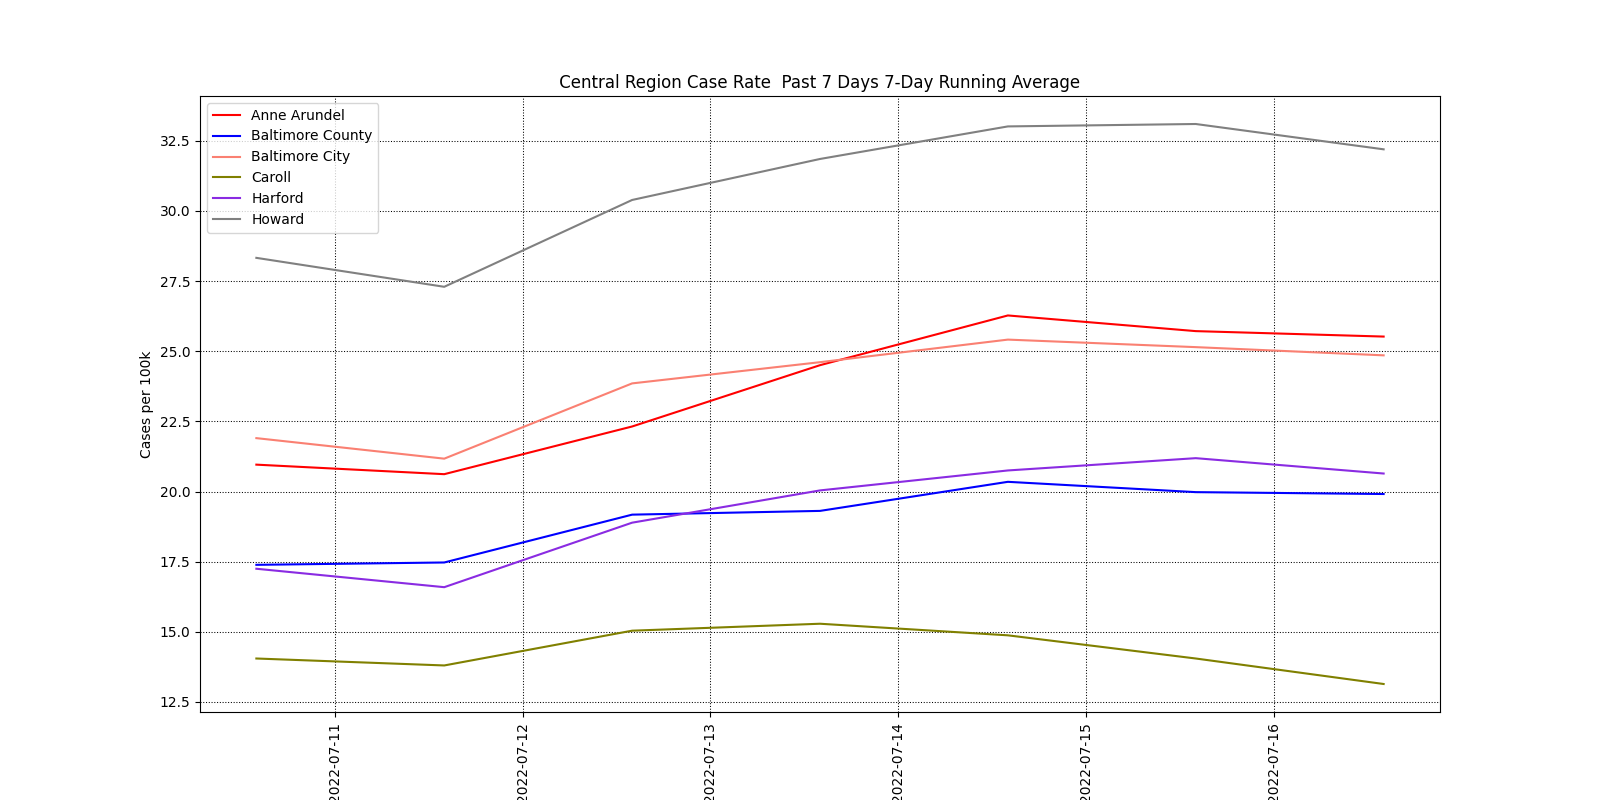 Central Region Case Rate  Past 7 Days 7-Day Running Average
Anne Arundel
Baltimore County
Baltimore City
Caroll
Harford
Howard
Cases per 100k
32.5
30.0
27.5
25.0
22.5
20.0
17.5
15.0
12.5
2022-07-11
2022-07-12
2022-07-13
2022-07-14
2022-07-15
2022-07-16